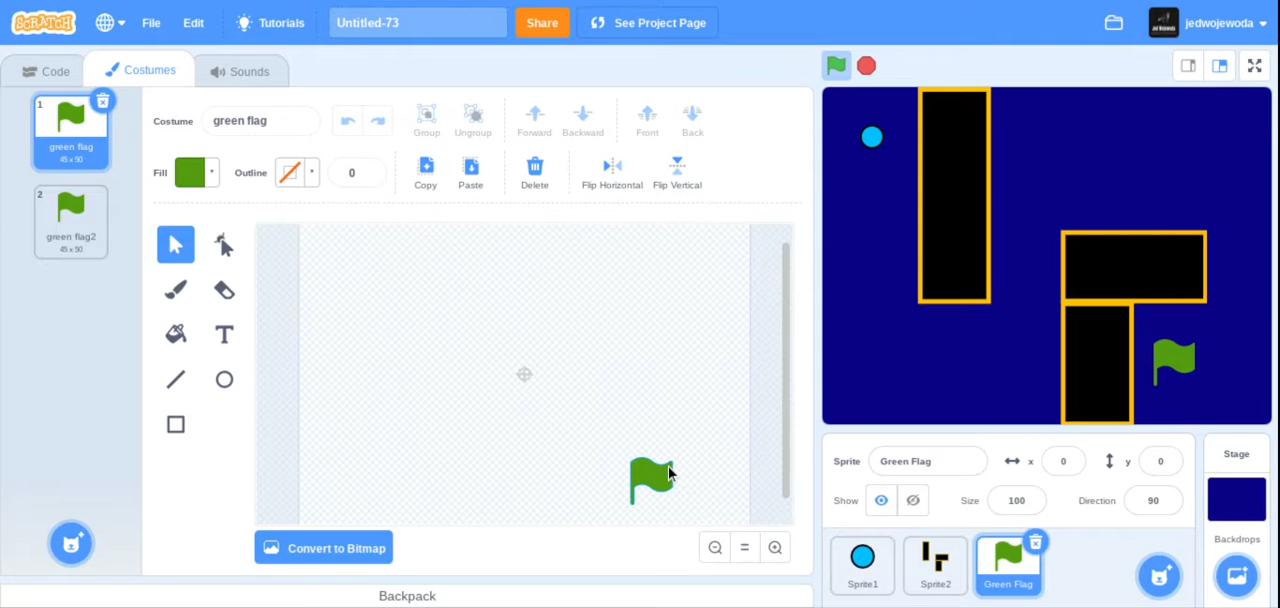 SCRATCH File Edit Tutorials Untitled-73 Share See Project Page jedwojewoda
Code Costumes Sounds
1
green flag
45 x 50
2
green flag2
45 x 50
Costume green flag
Group Ungroup Forward Backward Front Back
Fill Outline 0
Copy Paste Delete Flip Horizontal Flip Vertical
T
Convert to Bitmap
Backpack
Sprite Green Flag x 0 y 0
Show Size 100 Direction 90
Sprite1 Sprite2 Green Flag
Stage
Backdrops